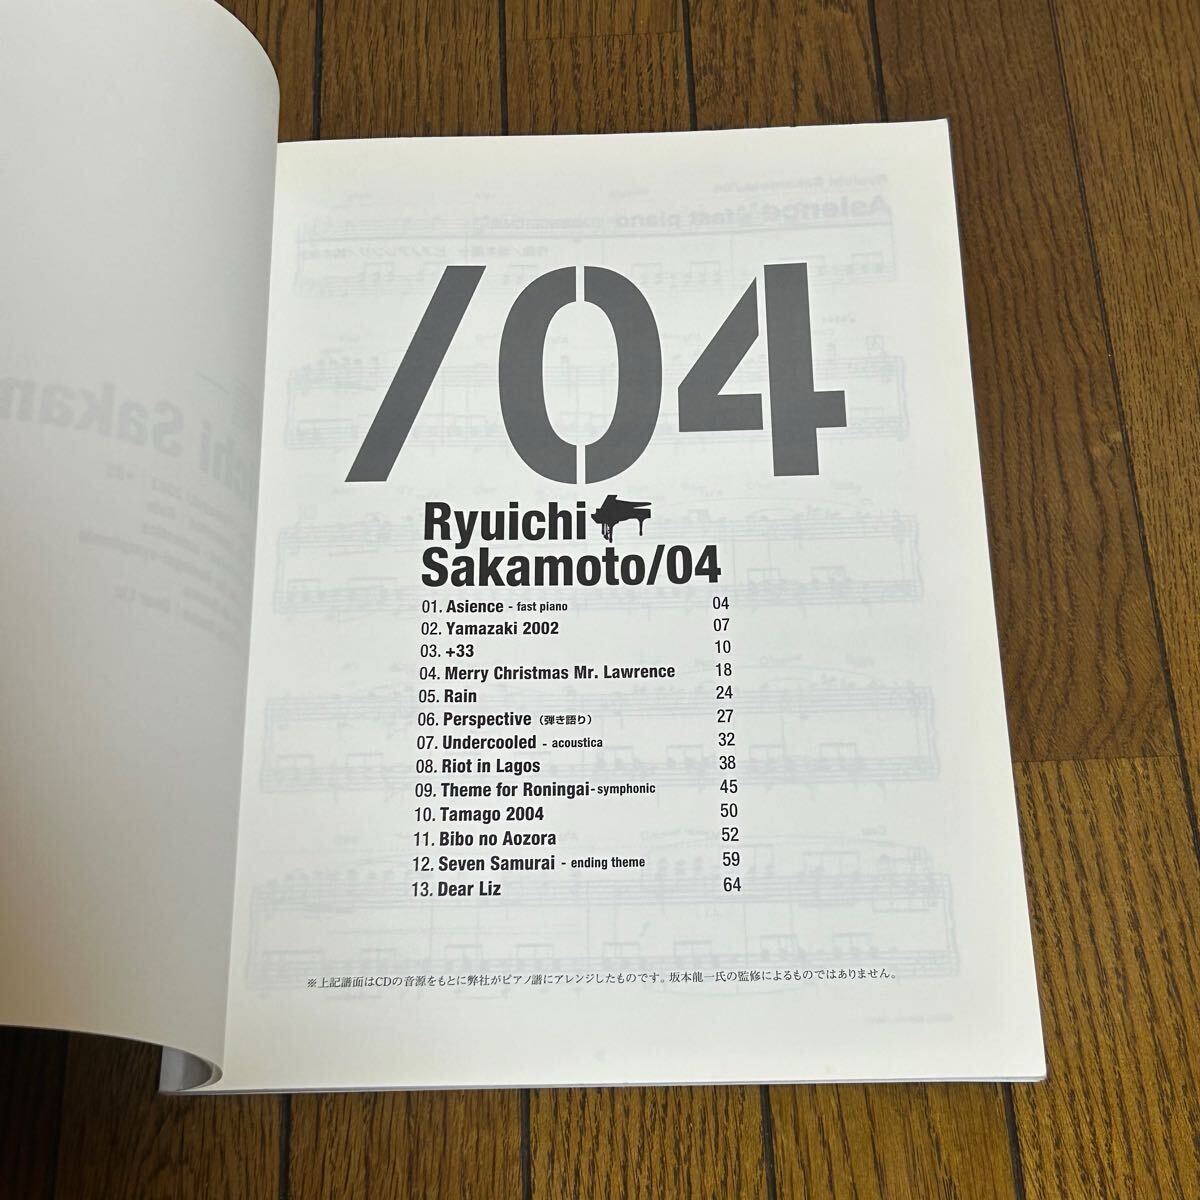 /04
Ryuichi
Sakamoto/04
01. Asience - fast piano 04
02. Yamazaki 2002 07
03. +33 10
04. Merry Christmas Mr. Lawrence 18
05. Rain 24
06. Perspective (弾き語り) 27
07. Undercooled - acoustica 32
08. Riot in Lagos 38
09. Theme for Roningai-symphonic 45
10. Tamago 2004 50
11. Bibo no Aozora 52
12. Seven Samurai - ending theme 59
13. Dear Liz 64
※上記譜面はCDの音源をもとに弊社がピアノ譜にアレンジしたものです。坂本龍一氏の監修によるものではありません。